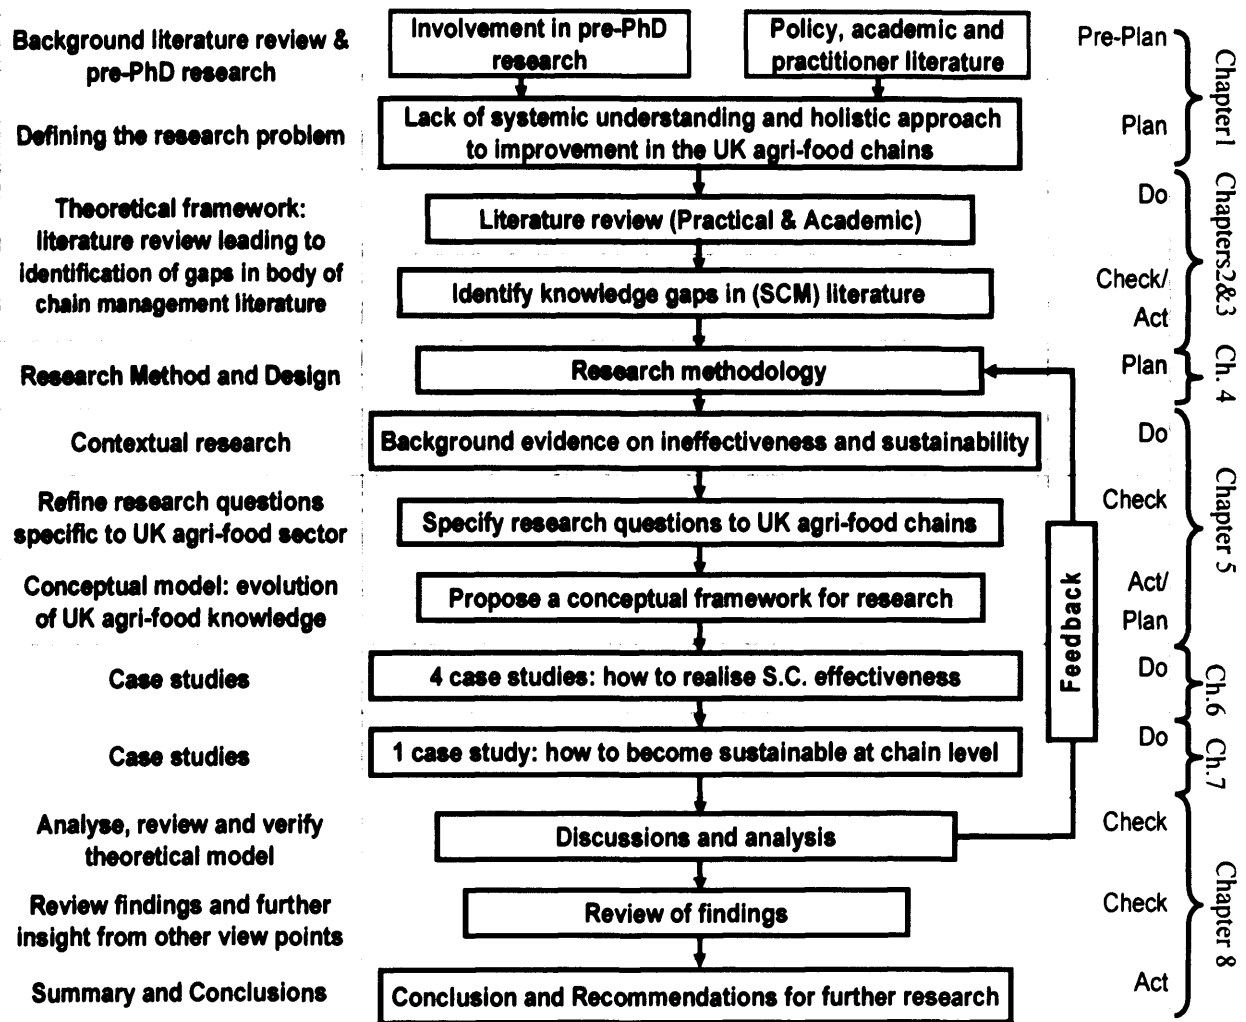 Background literature review &
pre-PhD research
Involvement in pre-PhD
research
Policy, academic and
practitioner literature
Pre-Plan
Chapter1
Defining the research problem
Lack of systemic understanding and holistic approach
to improvement in the UK agri-food chains
Plan
Theoretical framework:
literature review leading to
identification of gaps in body of
chain management literature
Literature review (Practical & Academic)
Do
Chapters2&3
Identify knowledge gaps in (SCM) literature
Check/
Act
Research Method and Design
Research methodology
Plan
Ch. 4
Contextual research
Background evidence on ineffectiveness and sustainability
Do
Chapter 5
Refine research questions
specific to UK agri-food sector
Specify research questions to UK agri-food chains
Check
Conceptual model: evolution
of UK agri-food knowledge
Propose a conceptual framework for research
Act/
Plan
Feedback
Case studies
4 case studies: how to realise S.C. effectiveness
Do
Ch.6
Case studies
1 case study: how to become sustainable at chain level
Do
Ch.7
Analyse, review and verify
theoretical model
Discussions and analysis
Check
Chapter 8
Review findings and further
insight from other view points
Review of findings
Check
Summary and Conclusions
Conclusion and Recommendations for further research
Act